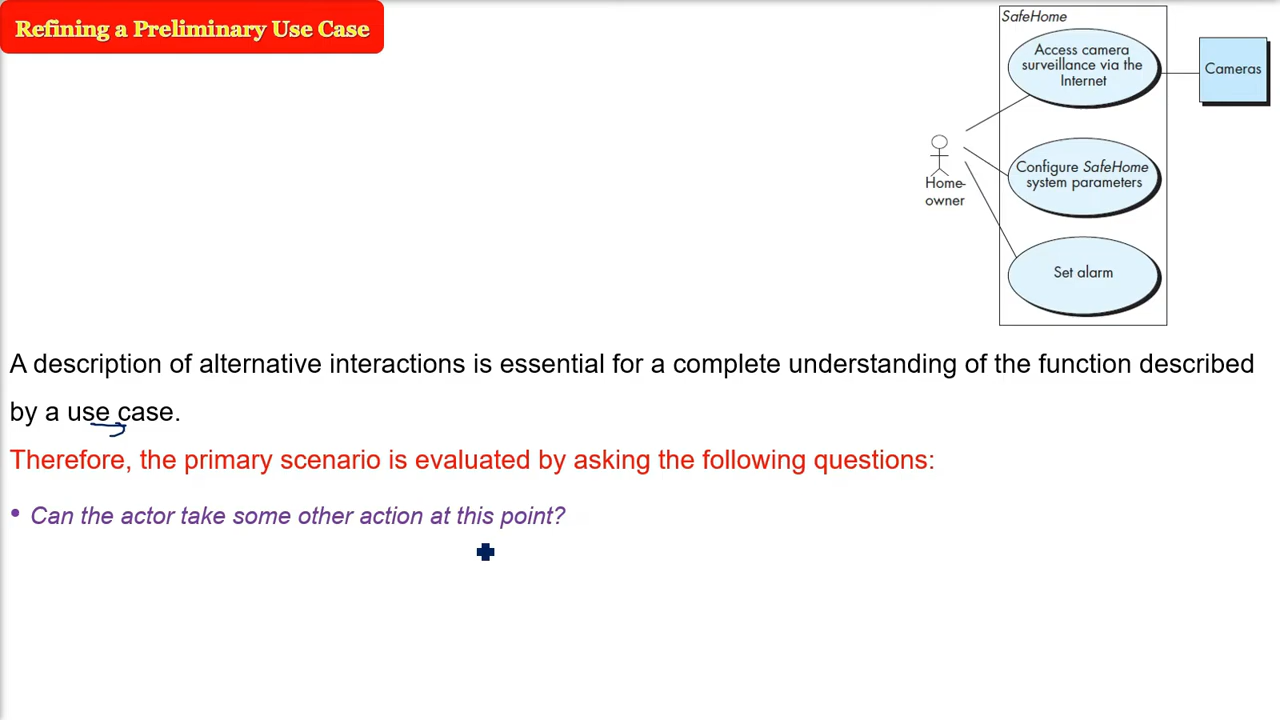 Refining a Preliminary Use Case
SafeHome
Access camera
surveillance via the
Internet
Cameras
Configure SafeHome
system parameters
Home-
owner
Set alarm
A description of alternative interactions is essential for a complete understanding of the function described
by a use case.
Therefore, the primary scenario is evaluated by asking the following questions:
• Can the actor take some other action at this point?